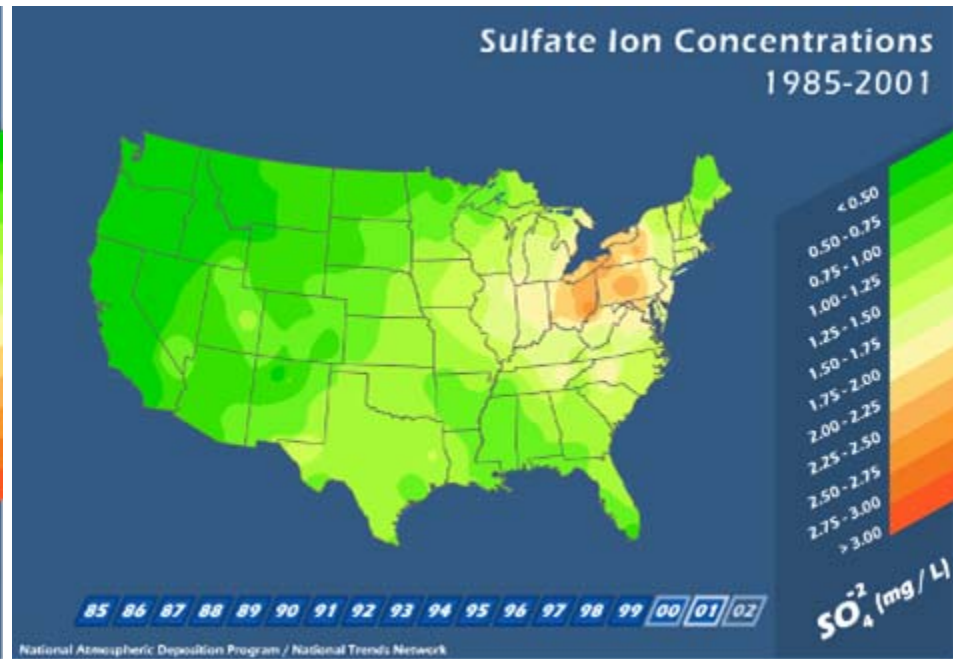 Sulfate Ion Concentrations
1985-2001
< 0.50
0.50 - 0.75
0.75 - 1.00
1.00 - 1.25
1.25 - 1.50
1.50 - 1.75
1.75 - 2.00
2.00 - 2.25
2.25 - 2.50
2.50 - 2.75
2.75 - 3.00
> 3.00
SO₄⁻² (mg / L)
85 86 87 88 89 90 91 92 93 94 95 96 97 98 99 00 01 02
National Atmospheric Deposition Program / National Trends Network